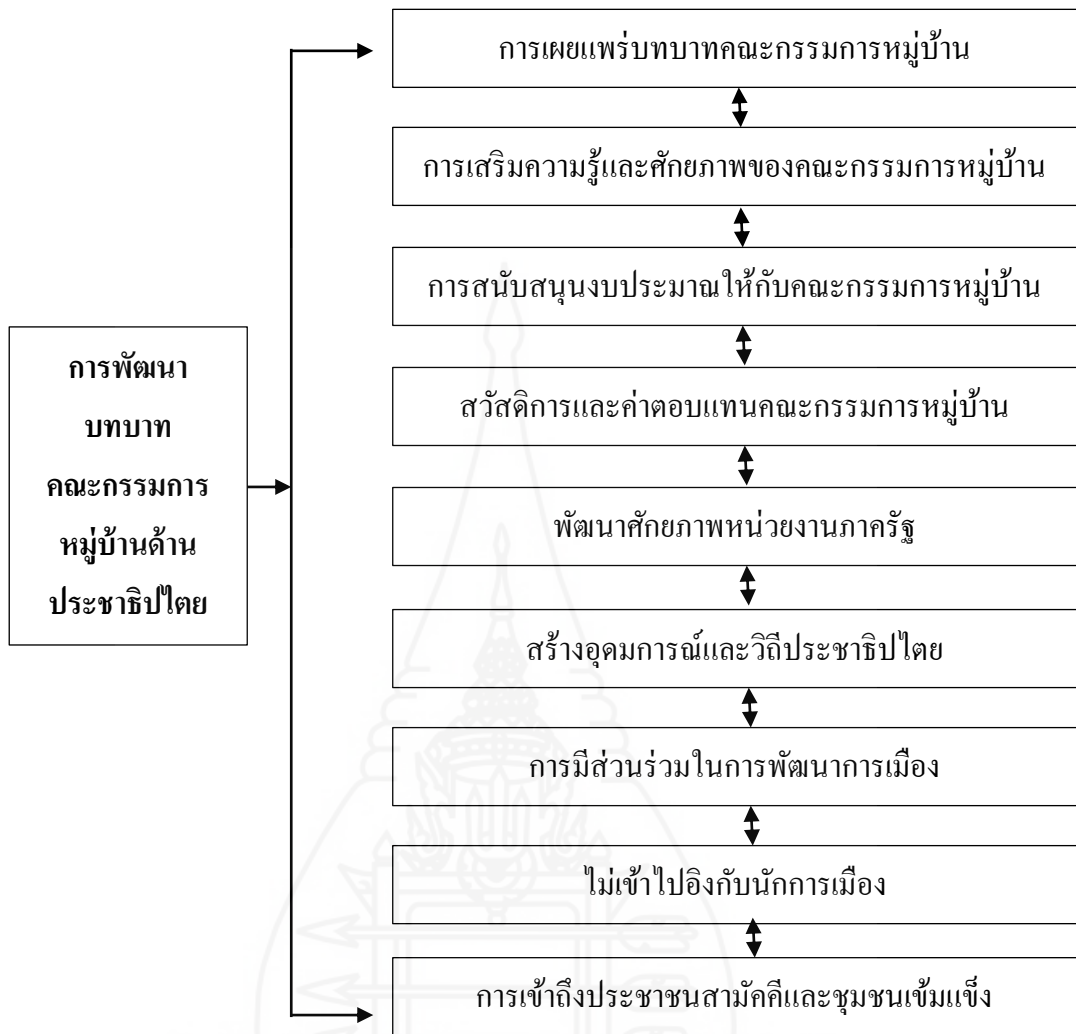 การเผยแพร่บทบาทคณะกรรมการหมู่บ้าน
การเสริมความรู้และศักยภาพของคณะกรรมการหมู่บ้าน
การสนับสนุนงบประมาณให้กับคณะกรรมการหมู่บ้าน
การพัฒนา
บทบาท
คณะกรรมการ
หมู่บ้านด้าน
ประชาธิปไตย
สวัสดิการและค่าตอบแทนคณะกรรมการหมู่บ้าน
พัฒนาศักยภาพหน่วยงานภาครัฐ
สร้างอุดมการณ์และวิถีประชาธิปไตย
การมีส่วนร่วมในการพัฒนาการเมือง
ไม่เข้าไปอิงกับนักการเมือง
การเข้าถึงประชาชนสามัคคีและชุมชนเข้มแข็ง